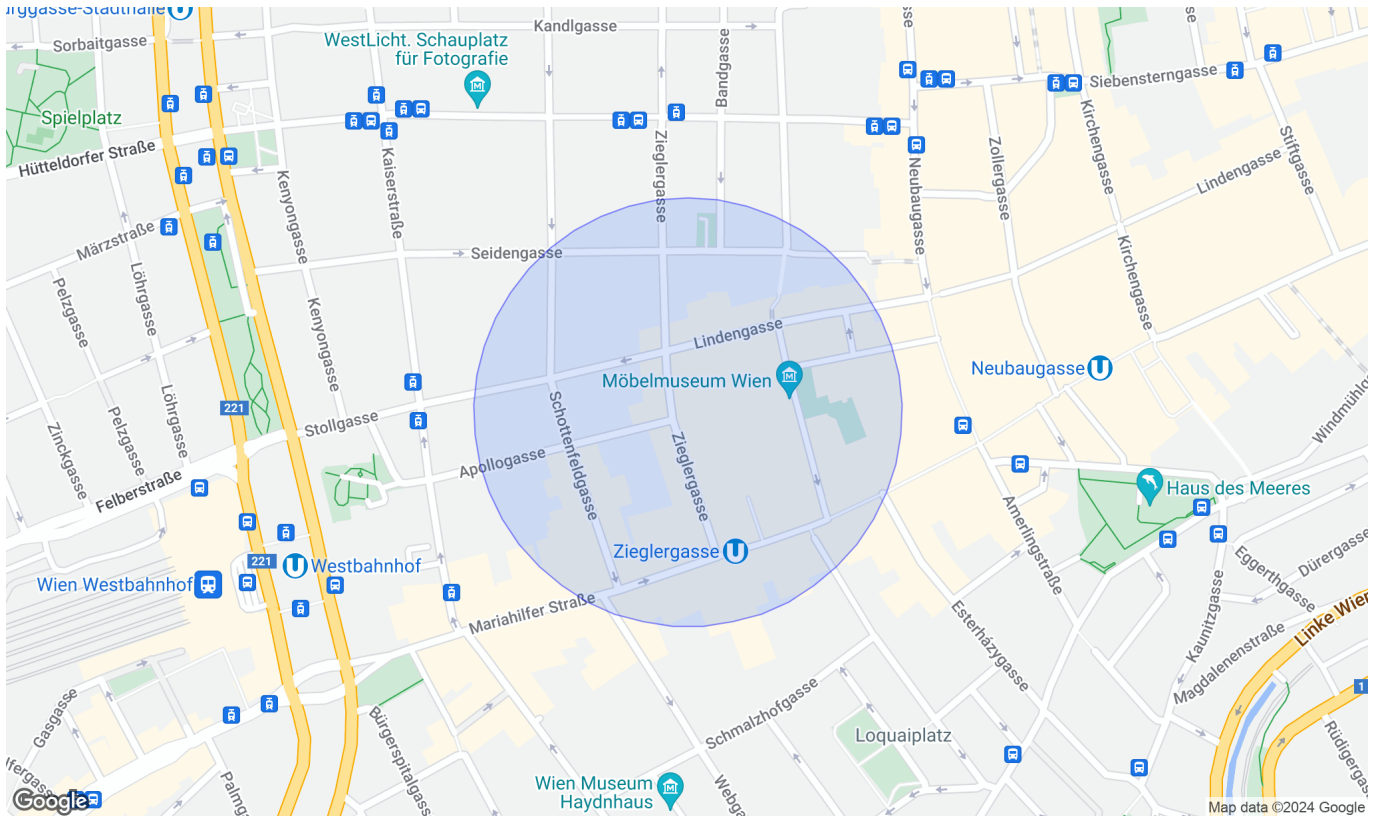 Kandlgasse
Sorbaitgasse
WestLicht. Schauplatz
für Fotografie
Bandgasse
Siebensterngasse
Spielplatz
Hütteldorfer Straße
Zieglergasse
Kaiserstraße
Kenyongasse
Neubaugasse
Zollergasse
Kirchengasse
Stiftgasse
Lindengasse
Märzstraße
Löhrgasse
Pelzgasse
Seidengasse
Kirchengasse
Kenyongasse
Lindengasse
Möbelmuseum Wien
Neubaugasse
U
221
Stollgasse
Löhrgasse
Pelzgasse
Zinckgasse
Schottenfeldgasse
Zieglergasse
Apollogasse
Felberstraße
Haus des Meeres
Amerlingstraße
Zieglergasse
U
221
U
Westbahnhof
Wien Westbahnhof
Mariahilfer Straße
Esterházygasse
Eggerthgasse
Dürergasse
Kaunitzgasse
Magdalenenstraße
Linke Wien
1
Gasgasse
Schmalzhofgasse
Loquaiplatz
Wien Museum
Haydnhaus
Google
Map data ©2024 Google